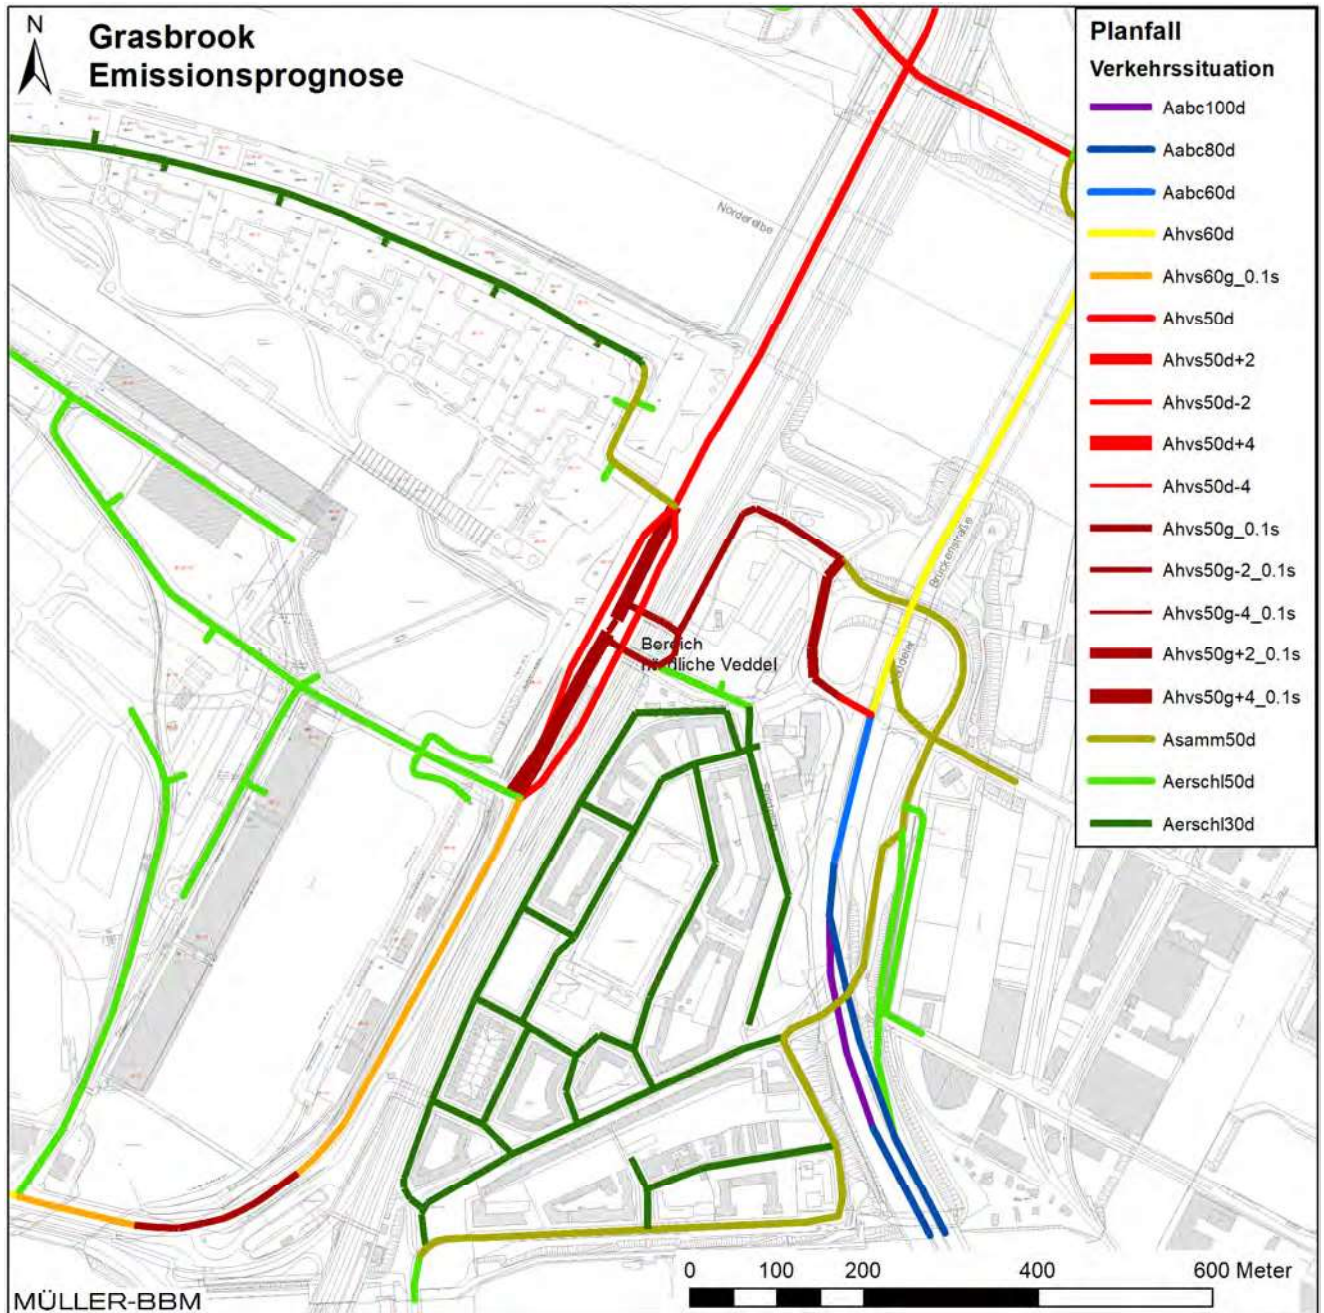 N
Grasbrook
Emissionsprognose
Planfall
Verkehrssituation
Aabc100d
Aabc80d
Aabc60d
Ahvs60d
Ahvs60g_0.1s
Ahvs50d
Ahvs50d+2
Ahvs50d-2
Ahvs50d+4
Ahvs50d-4
Ahvs50g_0.1s
Ahvs50g-2_0.1s
Ahvs50g-4_0.1s
Ahvs50g+2_0.1s
Ahvs50g+4_0.1s
Asamm50d
Aerschl50d
Aerschl30d
Norderelbe
Brückenstraße
Bereich
nördliche Veddel
0 100 200 400 600 Meter
MÜLLER-BBM